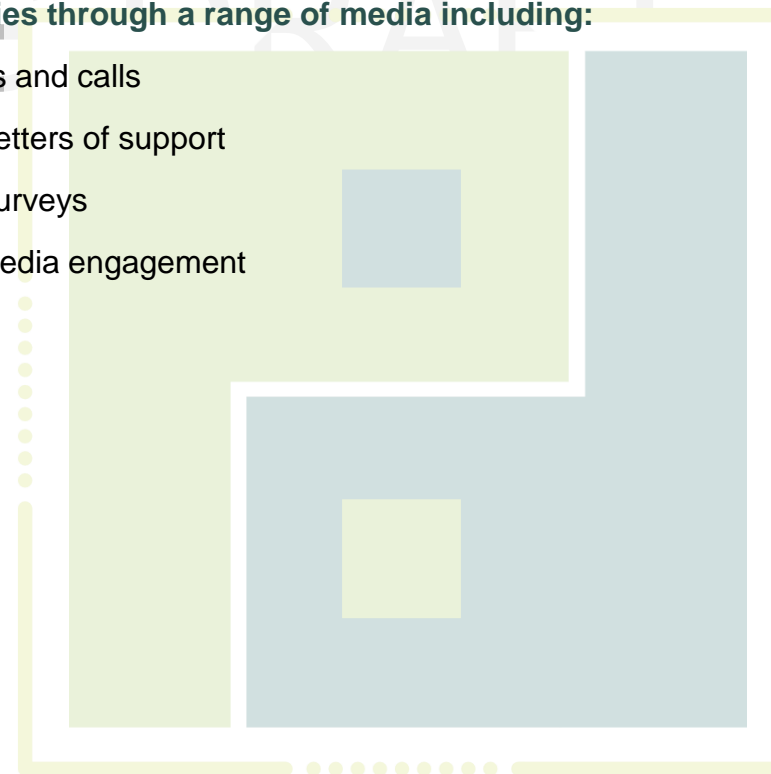 ies through a range of media including:
s and calls
etters of support
urveys
edia engagement